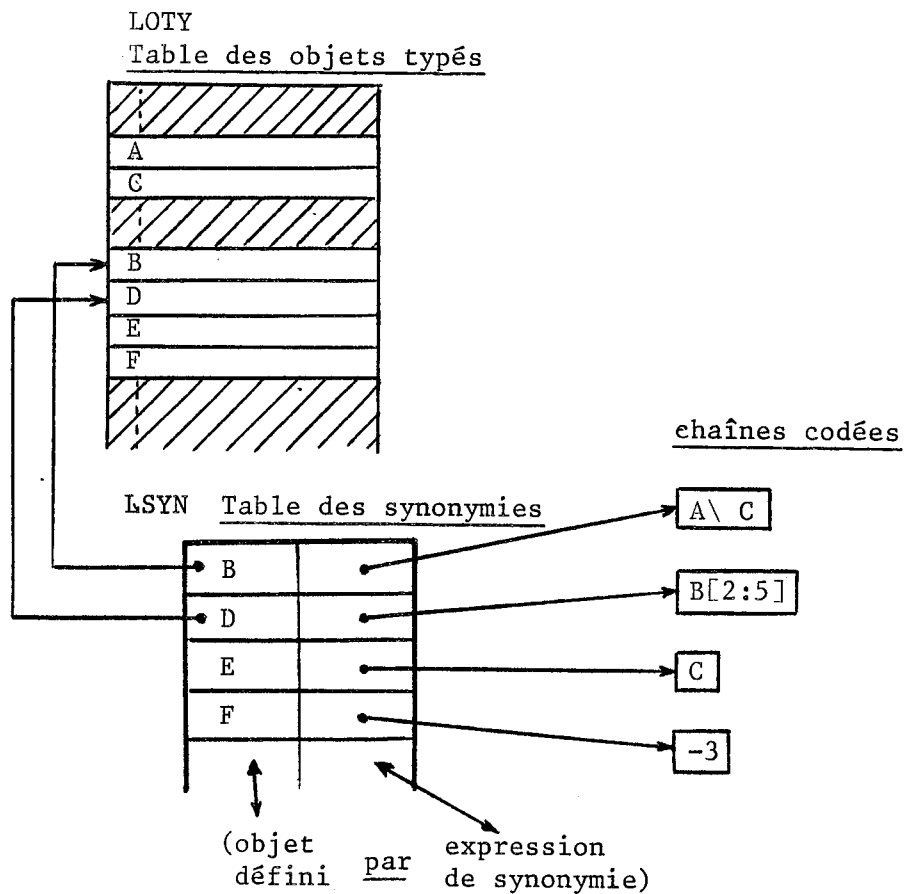 LOTY
Table des objets typés
A
C
B
D
E
F
chaînes codées
LSYN Table des synonymies
B
A\ C
D
B[2:5]
E
C
F
-3
(objet défini par expression de synonymie)